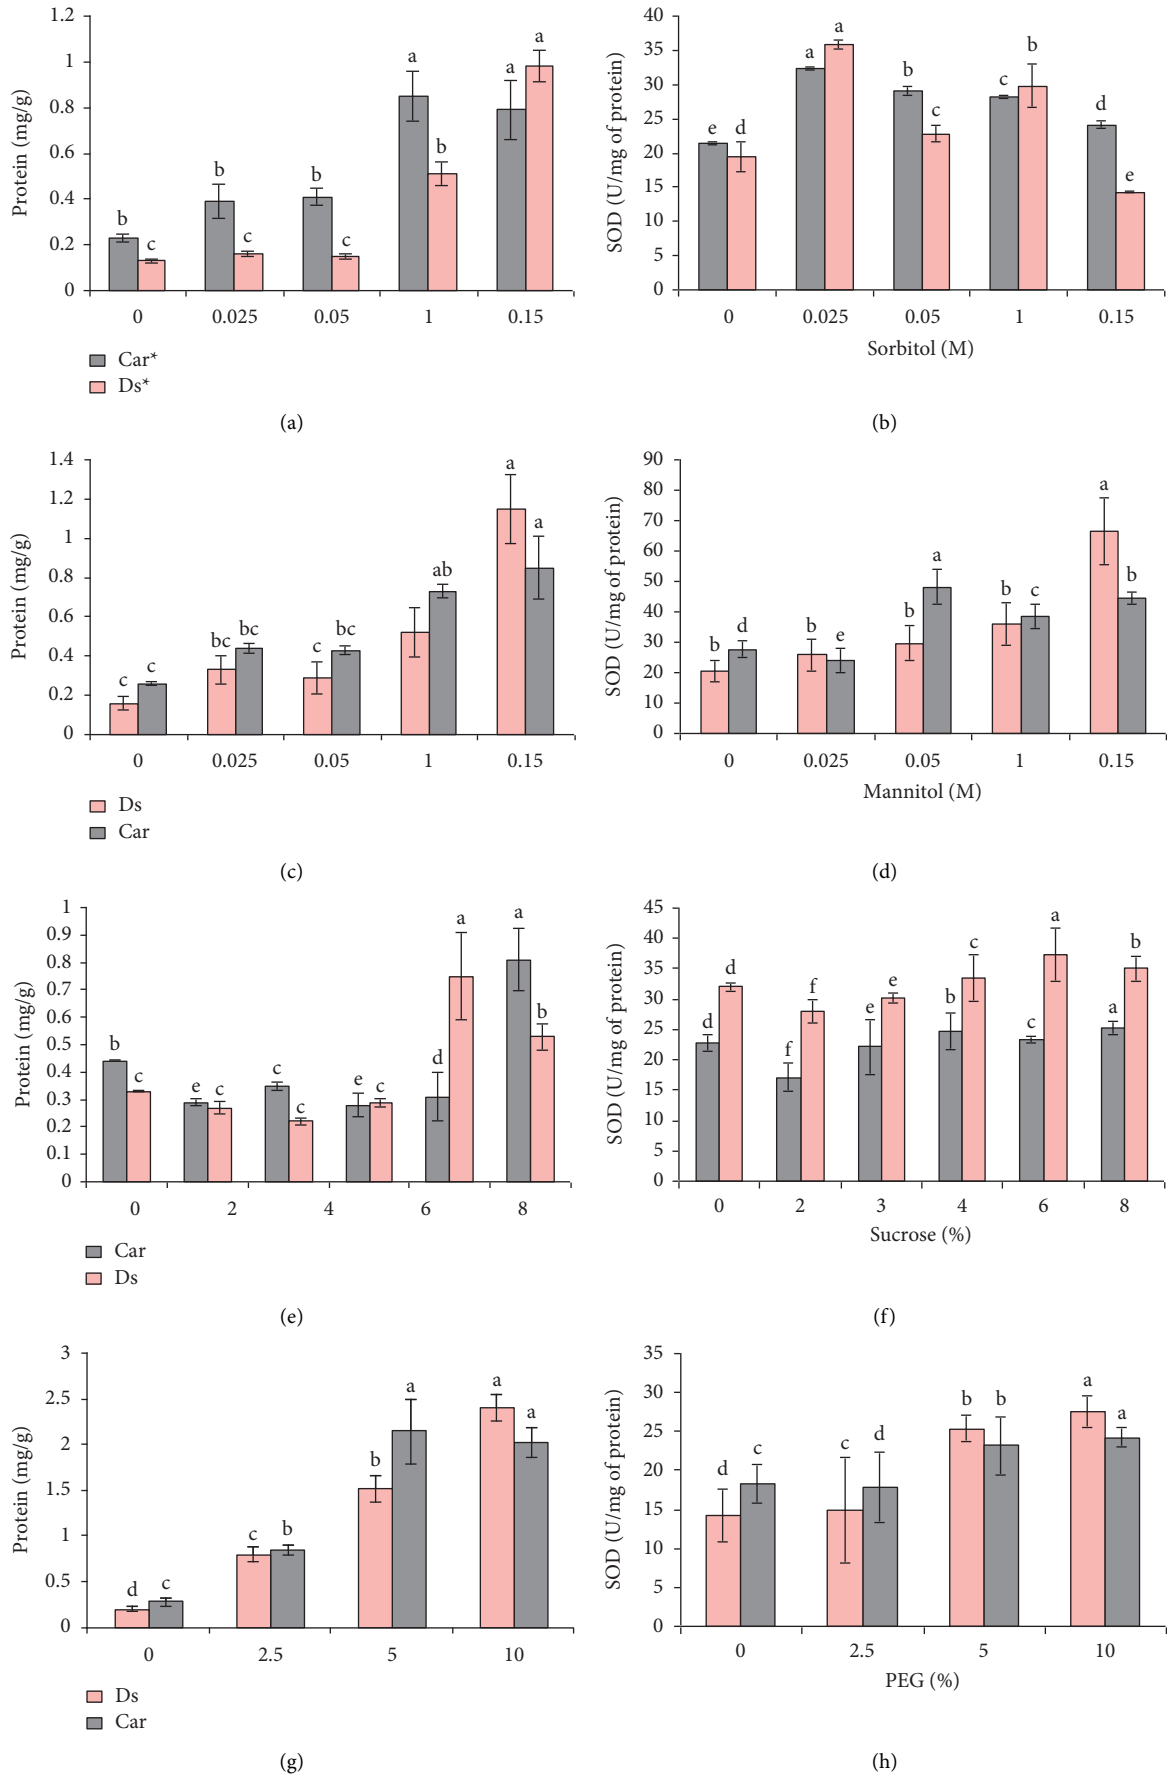 Protein (mg/g)
1.2
1
0.8
0.6
0.4
0.2
0
b
c
b
c
b
c
a
b
a
a
0
0.025
0.05
1
0.15
Car*
Ds*
(a)
SOD (U/mg of protein)
40
35
30
25
20
15
10
5
0
e
d
a
a
b
c
c
b
d
e
0
0.025
0.05
1
0.15
Sorbitol (M)
(b)
Protein (mg/g)
1.4
1.2
1
0.8
0.6
0.4
0.2
0
c
c
bc
bc
c
bc
ab
a
a
0
0.025
0.05
1
0.15
Ds
Car
(c)
SOD (U/mg of protein)
90
80
70
60
50
40
30
20
10
0
b
d
b
e
b
a
b
c
a
b
0
0.025
0.05
1
0.15
Mannitol (M)
(d)
Protein (mg/g)
1
0.9
0.8
0.7
0.6
0.5
0.4
0.3
0.2
0.1
0
b
c
e
c
c
c
e
c
d
a
a
b
0
2
4
6
8
Car
Ds
(e)
SOD (U/mg of protein)
45
40
35
30
25
20
15
10
5
0
d
d
f
f
e
e
b
c
c
a
a
b
0
2
3
4
6
8
Sucrose (%)
(f)
Protein (mg/g)
3
2.5
2
1.5
1
0.5
0
d
c
c
b
b
a
a
a
0
2.5
5
10
Ds
Car
(g)
SOD (U/mg of protein)
35
30
25
20
15
10
5
0
d
c
c
d
b
b
a
a
0
2.5
5
10
PEG (%)
(h)